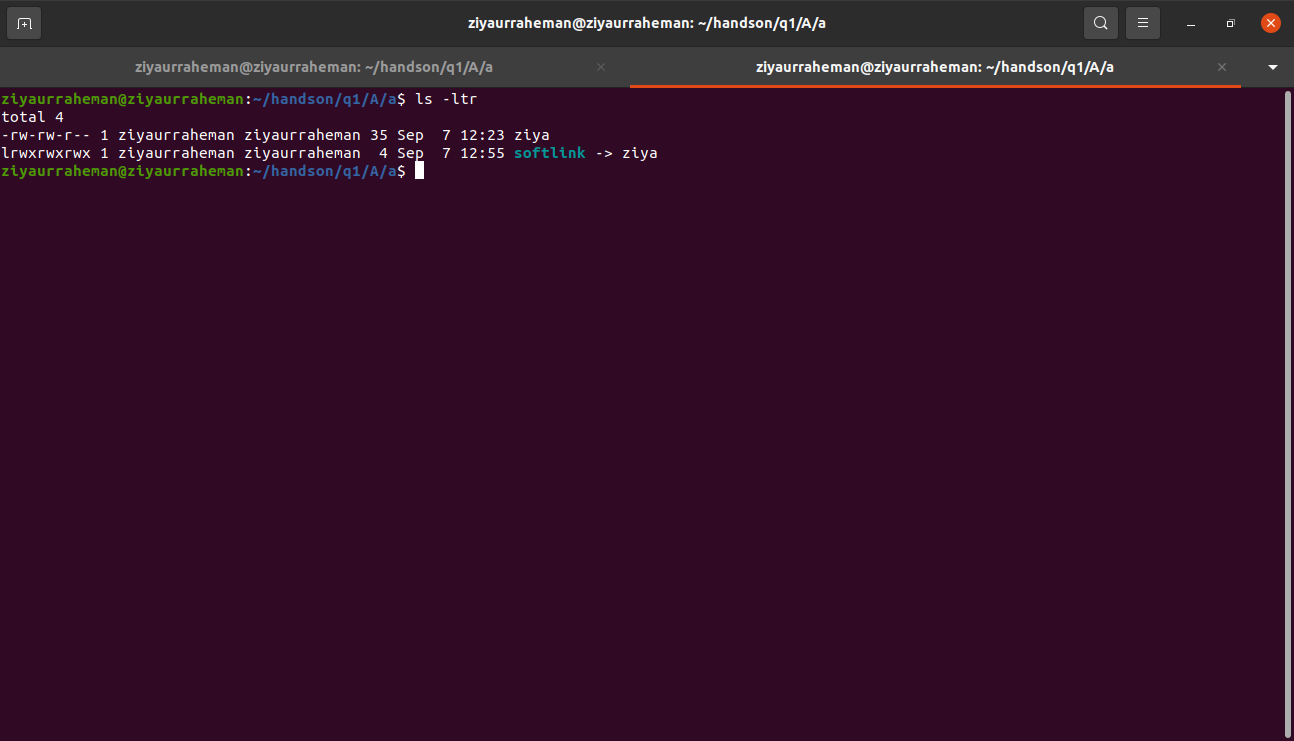 ziyaurraheman@ziyaurraheman: ~/handson/q1/A/a
ziyaurraheman@ziyaurraheman: ~/handson/q1/A/a
ziyaurraheman@ziyaurraheman: ~/handson/q1/A/a
ziyaurraheman@ziyaurraheman:~/handson/q1/A/a$ ls -ltr
total 4
-rw-rw-r-- 1 ziyaurraheman ziyaurraheman 35 Sep  7 12:23 ziya
lrwxrwxrwx 1 ziyaurraheman ziyaurraheman  4 Sep  7 12:55 softlink -> ziya
ziyaurraheman@ziyaurraheman:~/handson/q1/A/a$